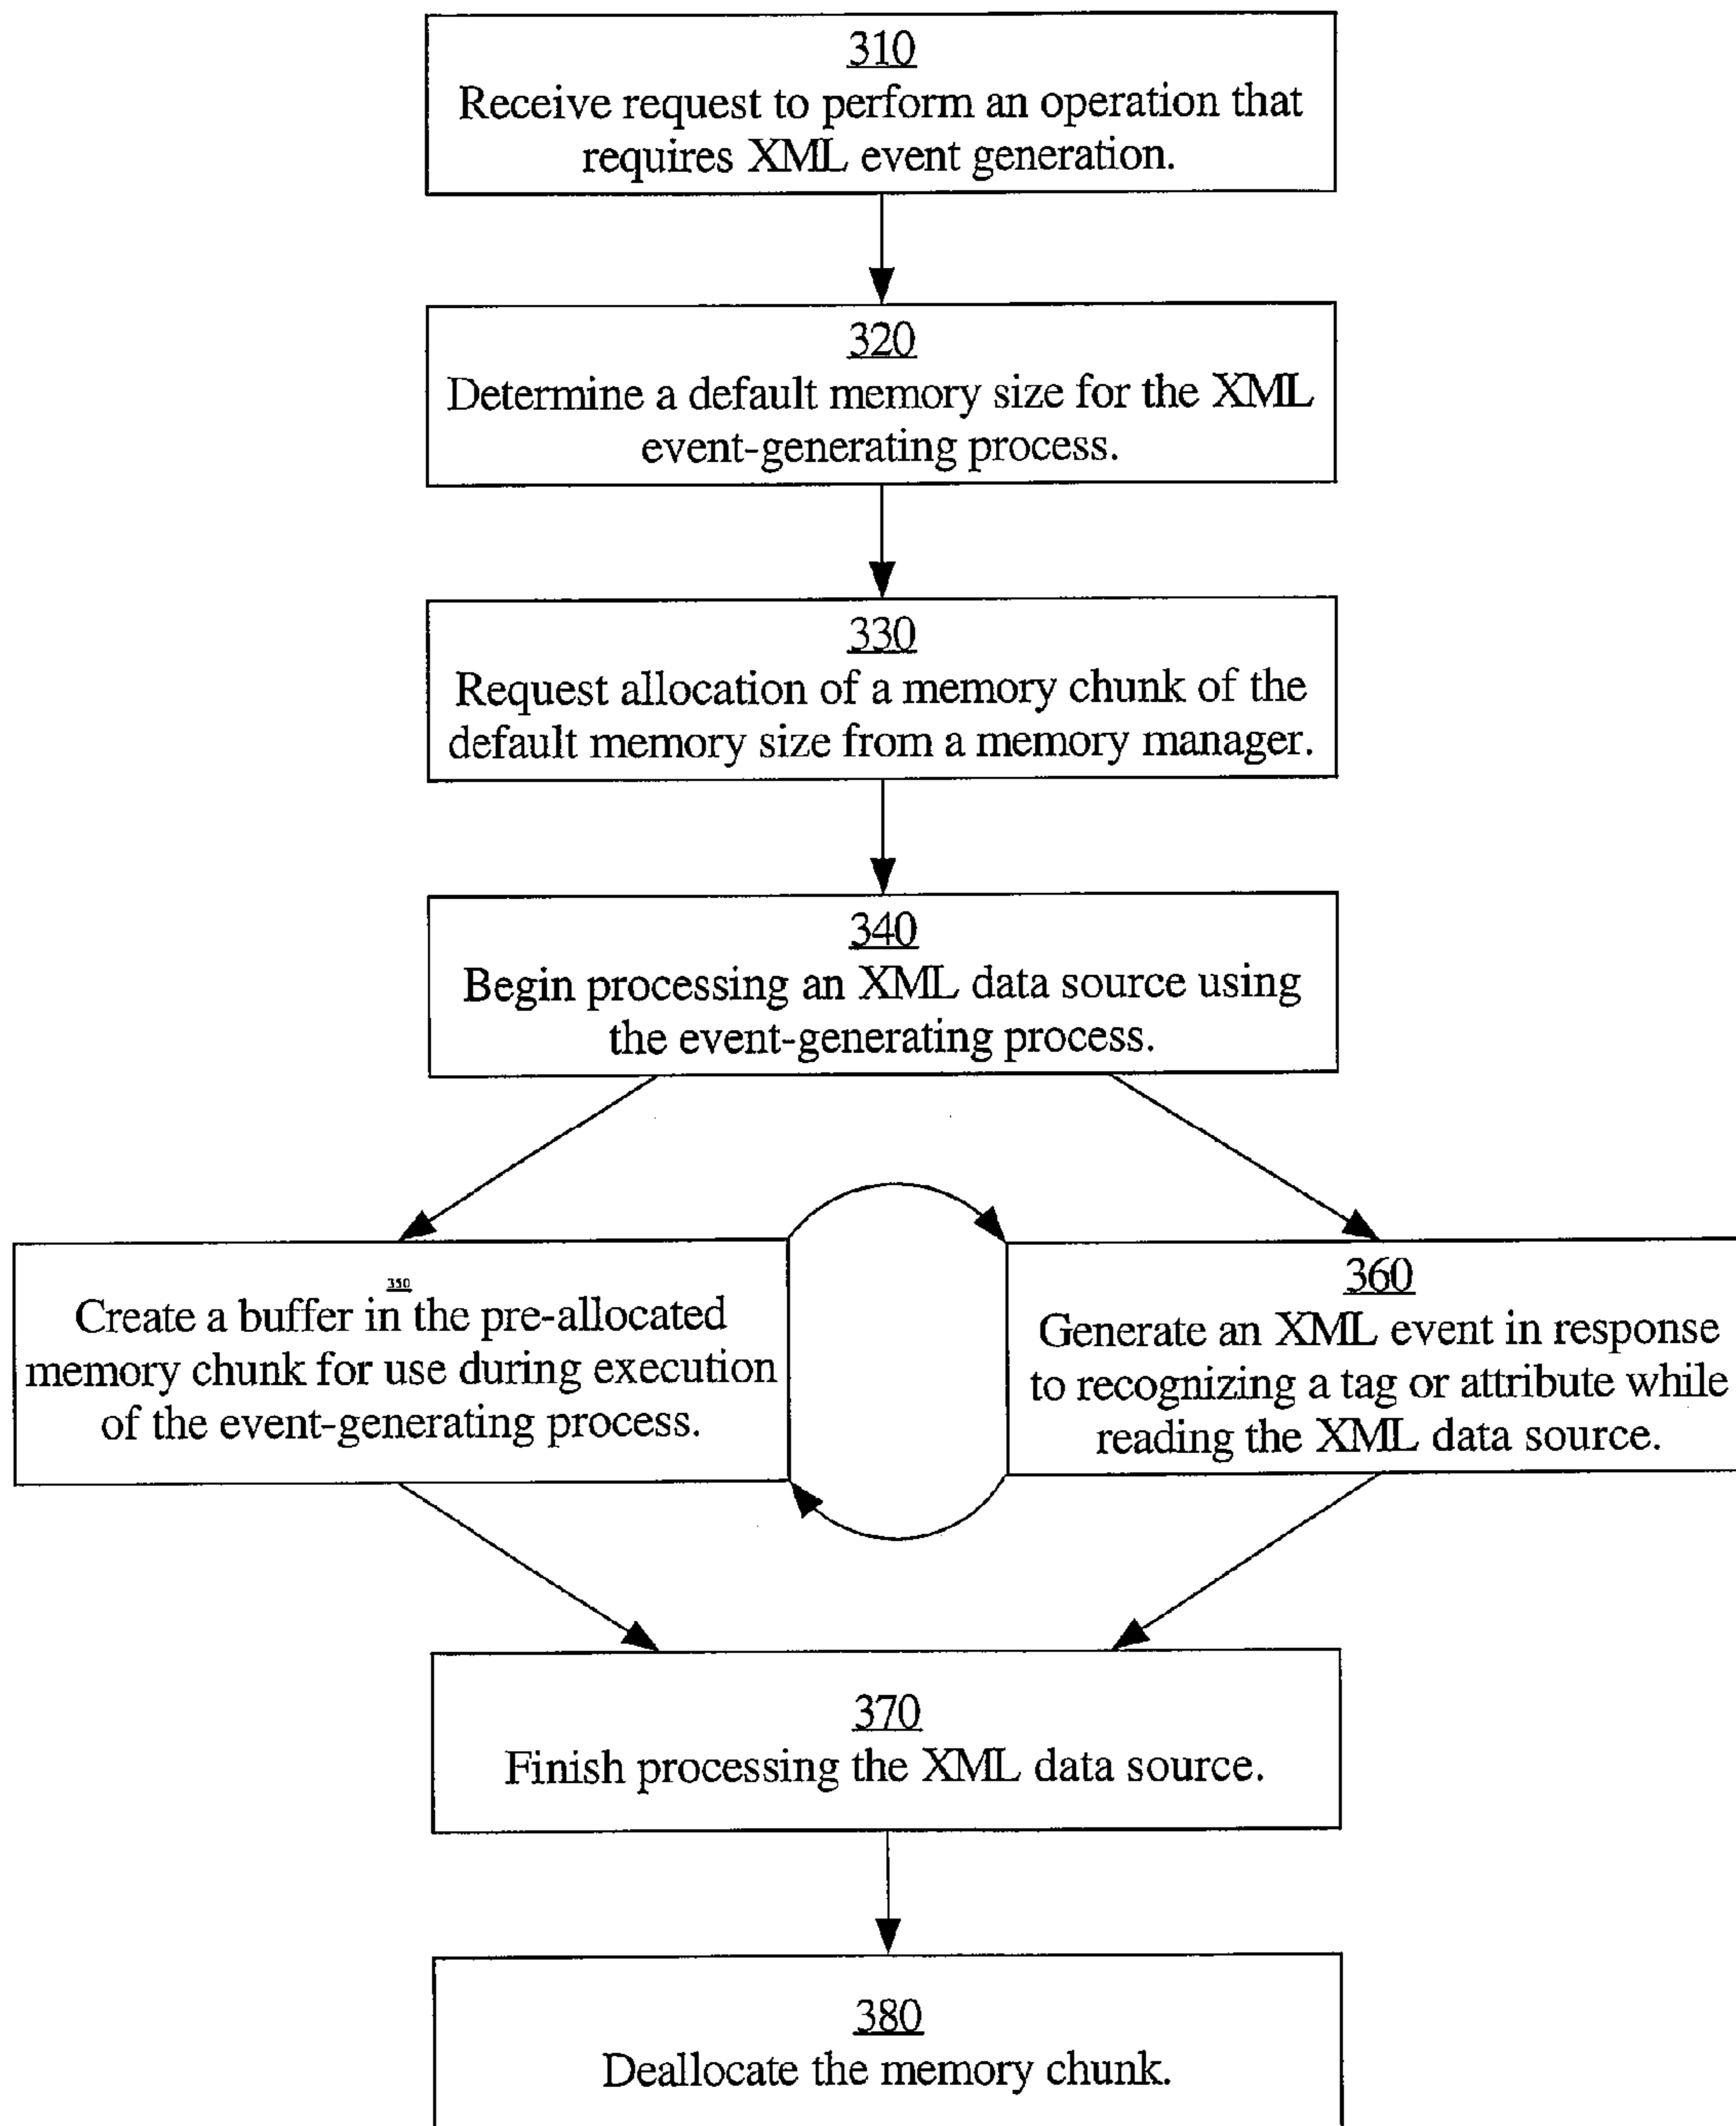 310
Receive request to perform an operation that
requires XML event generation.
320
Determine a default memory size for the XML
event-generating process.
330
Request allocation of a memory chunk of the
default memory size from a memory manager.
340
Begin processing an XML data source using
the event-generating process.
350
Create a buffer in the pre-allocated
memory chunk for use during execution
of the event-generating process.
360
Generate an XML event in response
to recognizing a tag or attribute while
reading the XML data source.
370
Finish processing the XML data source.
380
Deallocate the memory chunk.